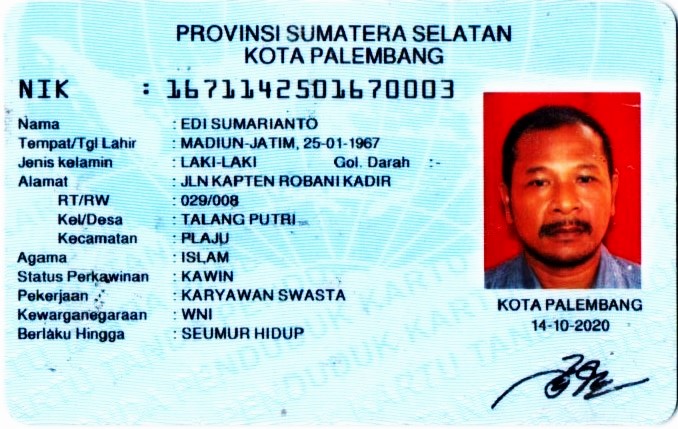 PROVINSI SUMATERA SELATAN
KOTA PALEMBANG
NIK : 1671142501670003
Nama : EDI SUMARIANTO
Tempat/Tgl Lahir : MADIUN-JATIM, 25-01-1967
Jenis kelamin : LAKI-LAKI Gol. Darah :-
Alamat : JLN KAPTEN ROBANI KADIR
RT/RW : 029/008
Kel/Desa : TALANG PUTRI
Kecamatan : PLAJU
Agama : ISLAM
Status Perkawinan : KAWIN
Pekerjaan : KARYAWAN SWASTA
Kewarganegaraan : WNI
Berlaku Hingga : SEUMUR HIDUP
KOTA PALEMBANG
14-10-2020